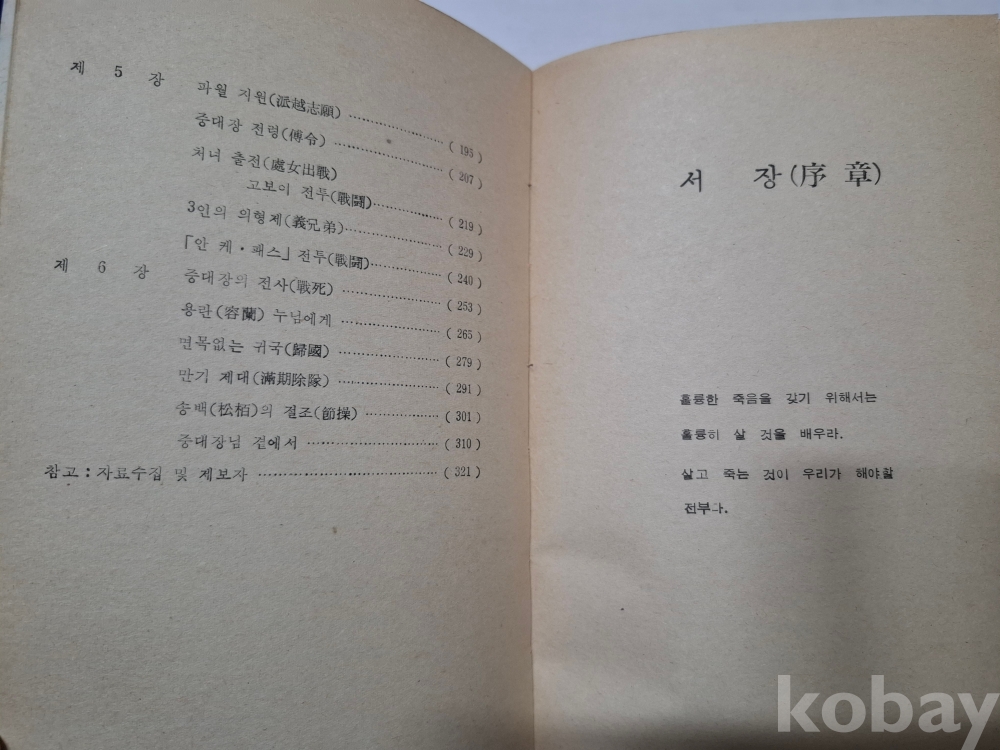 제 5 장 파월 지원(派越志願) ················ ( 195 )
중대장 전령(傳令) ···················· ( 207 )
처녀 출전(處女出戰)
고보이 전투(戰鬪) ·········· ( 219 )
3인의 의형제(義兄弟) ················ ( 229 )
「안 케·패스」 전투(戰鬪) ·········· ( 240 )
제 6 장 중대장의 전사(戰死) ················ ( 253 )
용란(容蘭) 누님에게 ················ ( 265 )
면목없는 귀국(歸國) ················ ( 279 )
만기 제대(滿期除隊) ················ ( 291 )
송백(松栢)의 절조(節操) ············ ( 301 )
중대장님 곁에서 ···················· ( 310 )
참고 : 자료수집 및 제보자 ···························· ( 321 )
서 장 (序 章)
훌륭한 죽음을 갖기 위해서는
훌륭히 살 것을 배우라.
살고 죽는 것이 우리가 해야할
전부다.
kobay